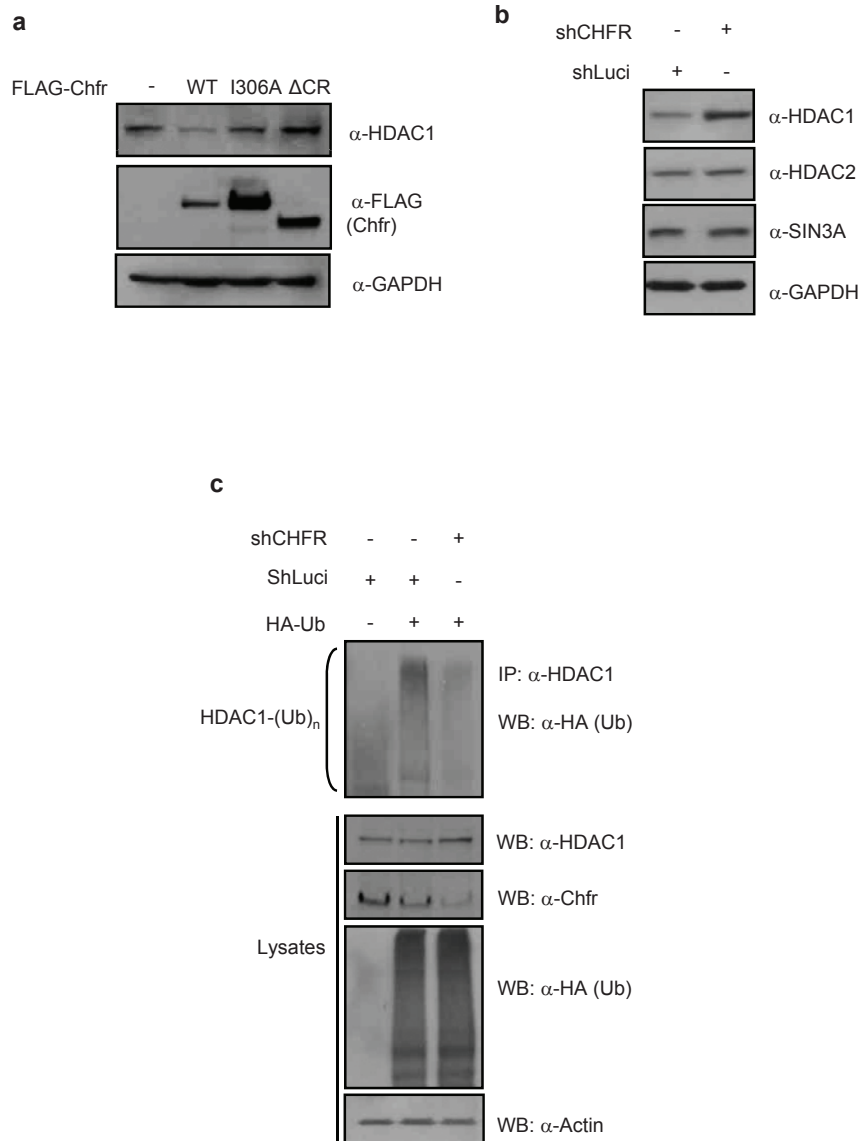 a
FLAG-Chfr - WT I306A ΔCR
α-HDAC1
α-FLAG
(Chfr)
α-GAPDH
b
shCHFR - +
shLuci + -
α-HDAC1
α-HDAC2
α-SIN3A
α-GAPDH
c
shCHFR - - +
ShLuci + + -
HA-Ub - + +
HDAC1-(Ub)n
IP: α-HDAC1
WB: α-HA (Ub)
Lysates
WB: α-HDAC1
WB: α-Chfr
WB: α-HA (Ub)
WB: α-Actin